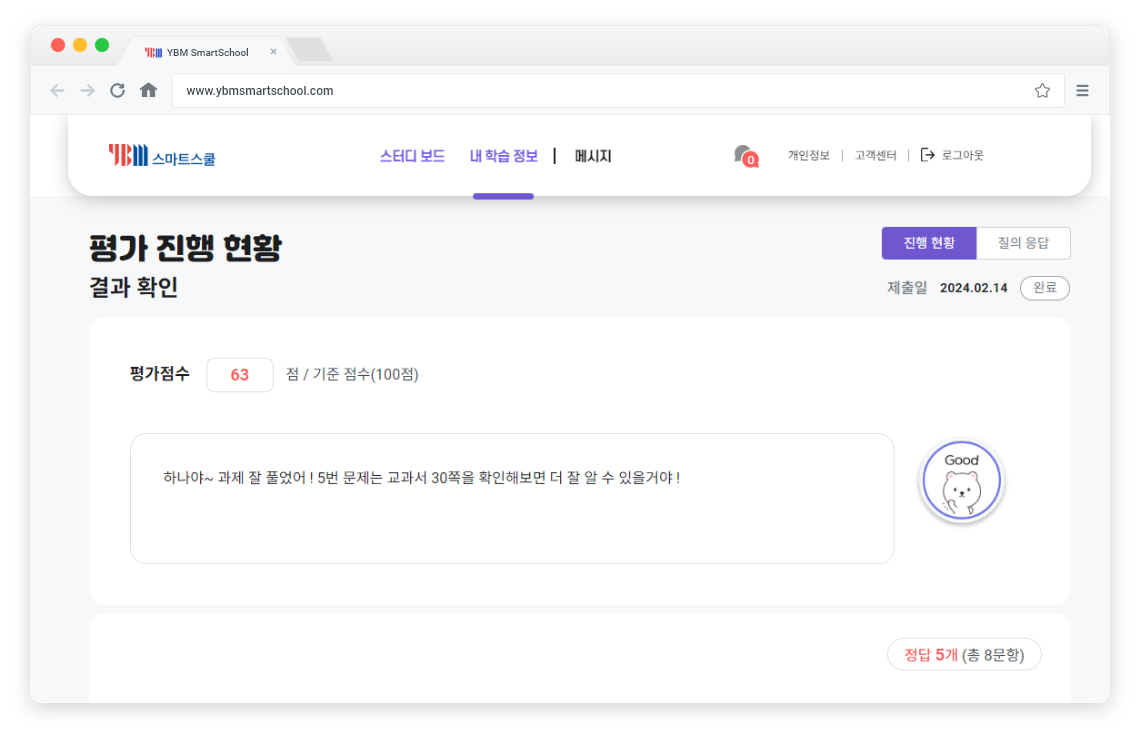 YBM SmartSchool
www.ybmsmartschool.com
YBM 스마트스쿨
스터디 보드 내 학습 정보 | 메시지
0
개인정보 | 고객센터 | 로그아웃
평가 진행 현황
진행 현황 질의 응답
결과 확인
제출일 2024.02.14 완료
평가점수 63 점 / 기준 점수(100점)
하나야~ 과제 잘 풀었어 ! 5번 문제는 교과서 30쪽을 확인해보면 더 잘 알 수 있을거야 !
Good
정답 5개 (총 8문항)